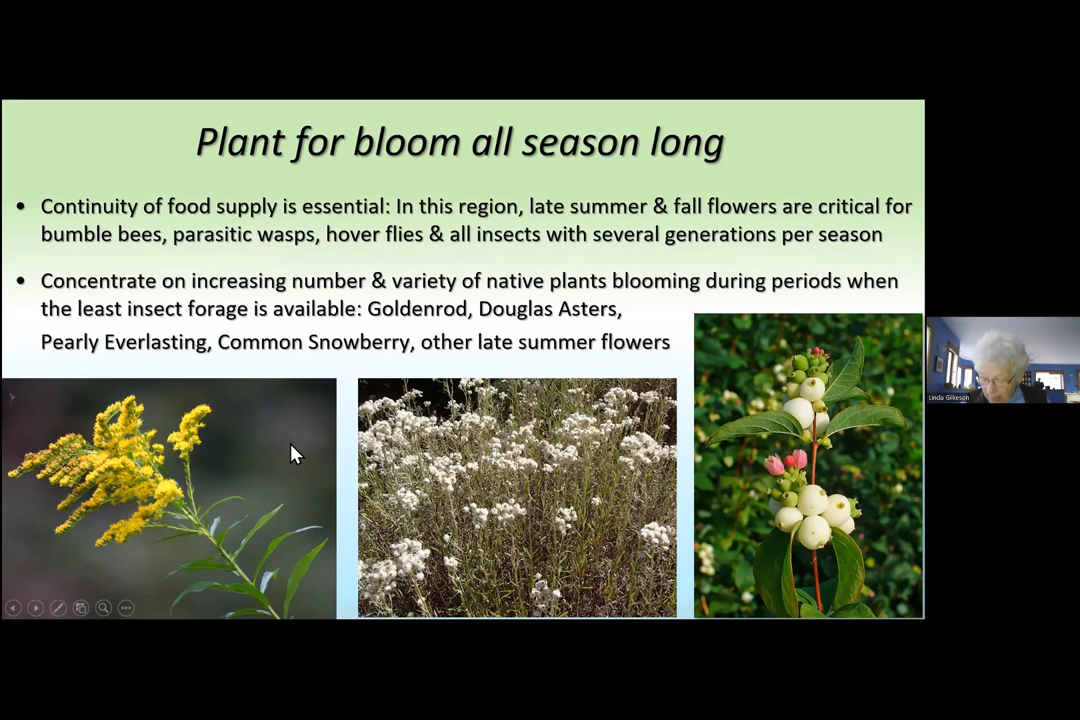 Plant for bloom all season long
• Continuity of food supply is essential: In this region, late summer & fall flowers are critical for
bumble bees, parasitic wasps, hover flies & all insects with several generations per season
• Concentrate on increasing number & variety of native plants blooming during periods when
the least insect forage is available: Goldenrod, Douglas Asters,
Pearly Everlasting, Common Snowberry, other late summer flowers
Linda Gilkeson